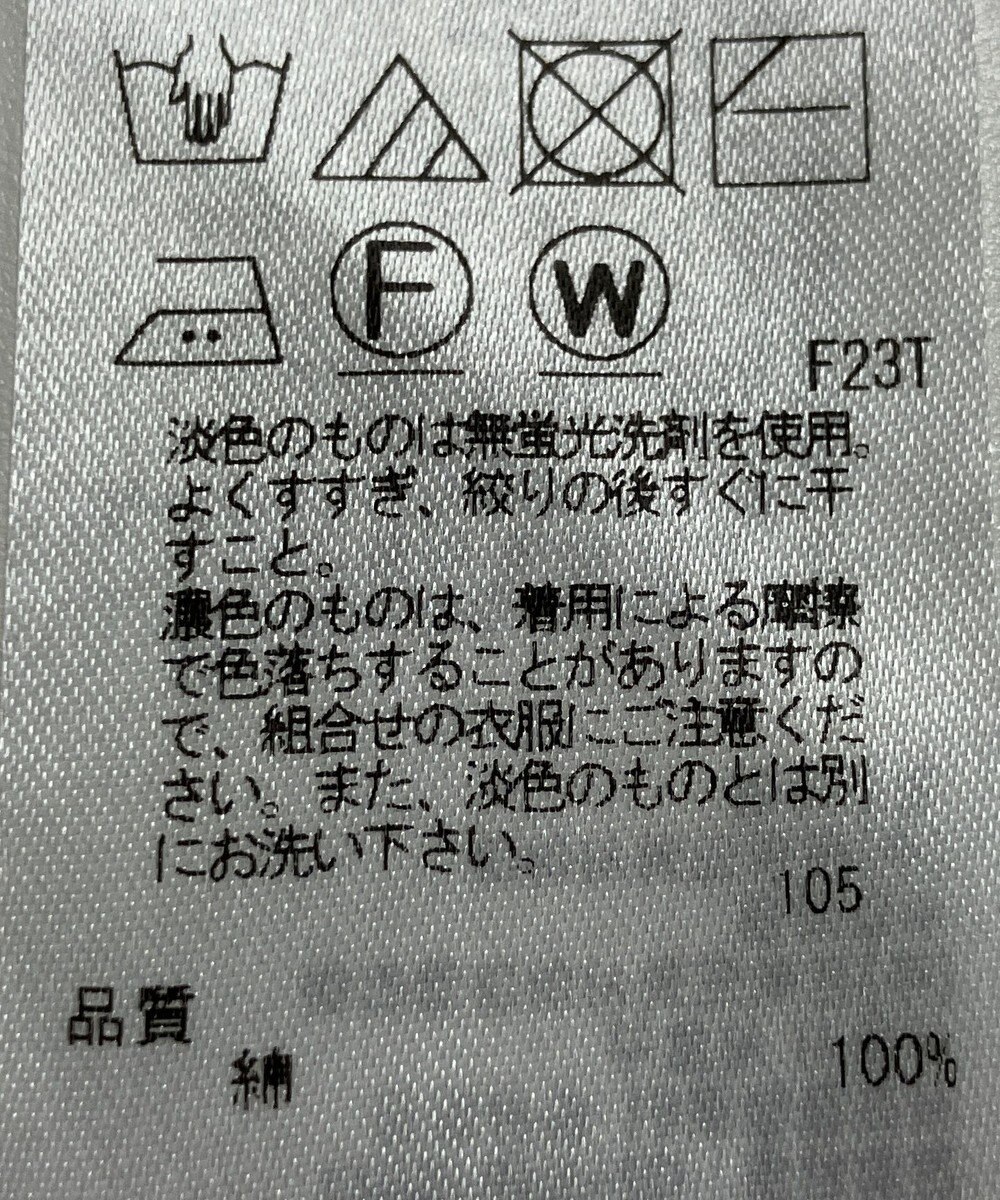 F W
F23T
淡色のものは無蛍光洗剤を使用。
よくすすぎ、絞りの後すぐに干
すこと。
濃色のものは、着用による摩擦
で色落ちすることがありますの
で、組合せの衣服にご注意くだ
さい。また、淡色のものとは別
にお洗い下さい。
105
品質
綿 100%